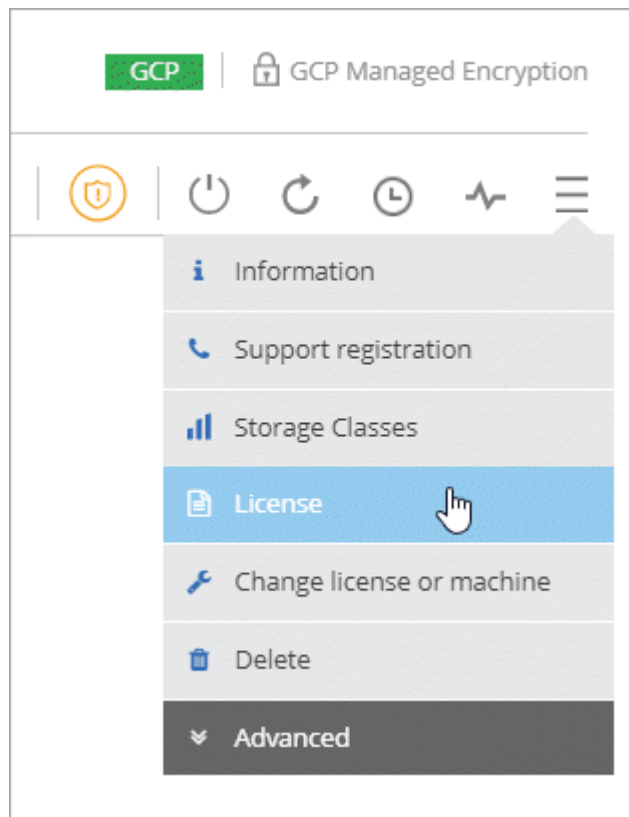 GCP
GCP Managed Encryption
Information
Support registration
Storage Classes
License
Change license or machine
Delete
Advanced